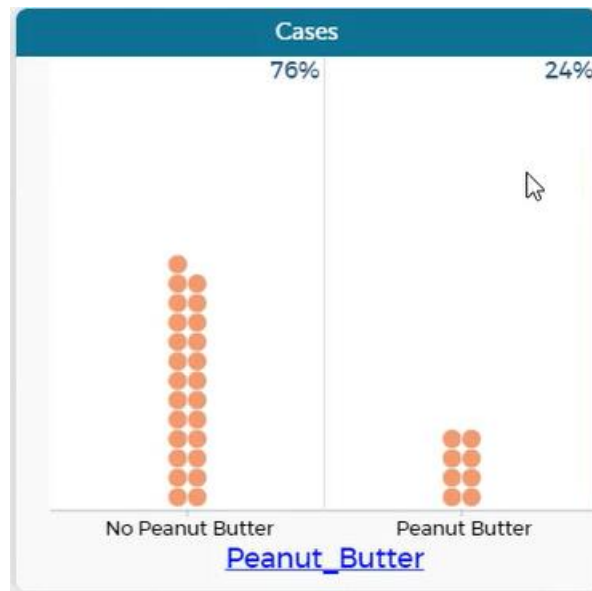 Cases
76%
24%
No Peanut Butter
Peanut Butter
Peanut_Butter